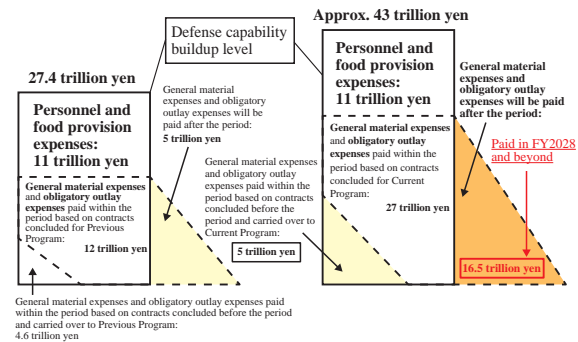 Approx. 43 trillion yen
Defense capability
buildup level
27.4 trillion yen
Personnel and
food provision
expenses:
11 trillion yen
General material expenses
and obligatory outlay
expenses paid within the
period based on contracts
concluded for Previous
Program:
12 trillion yen
General material expenses and obligatory outlay expenses paid
within the period based on contracts concluded before the period
and carried over to Previous Program:
4.6 trillion yen
General material
expenses and obligatory
outlay expenses will be
paid after the period:
5 trillion yen
General material expenses
and obligatory outlay
expenses paid within the
period based on contracts
concluded before the
period and carried over to
Current Program:
5 trillion yen
Personnel and
food provision
expenses:
11 trillion yen
General material expenses
and obligatory outlay
expenses paid within the
period based on contracts
concluded for Current
Program:
27 trillion yen
General material
expenses and
obligatory outlay
expenses will be paid
after the period:
Paid in FY2028
and beyond
16.5 trillion yen